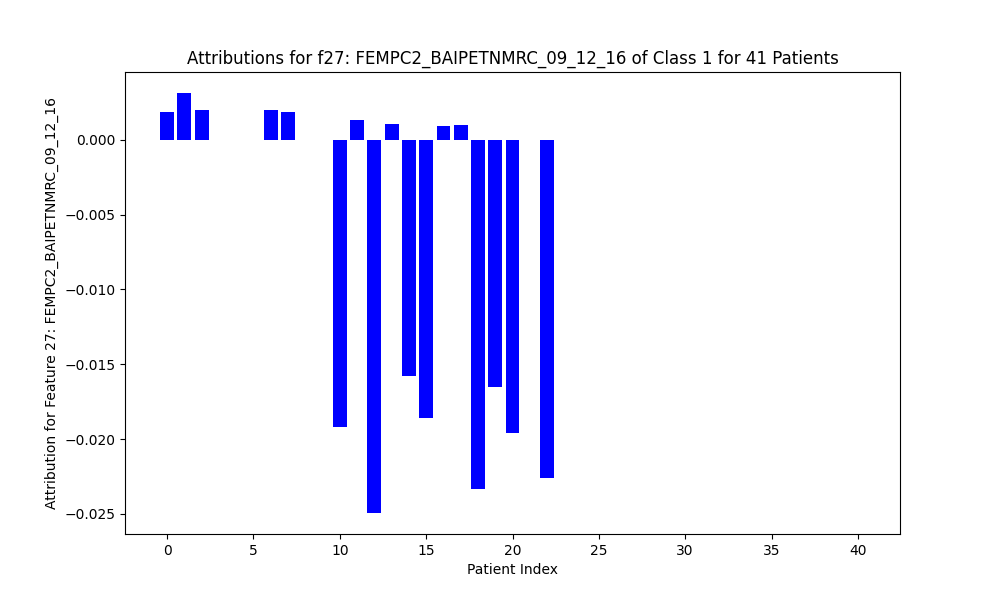 Attributions for f27: FEMPC2_BAIPETNMRC_09_12_16 of Class 1 for 41 Patients
Attribution for Feature 27: FEMPC2_BAIPETNMRC_09_12_16
0.000
−0.005
−0.010
−0.015
−0.020
−0.025
0 5 10 15 20 25 30 35 40
Patient Index